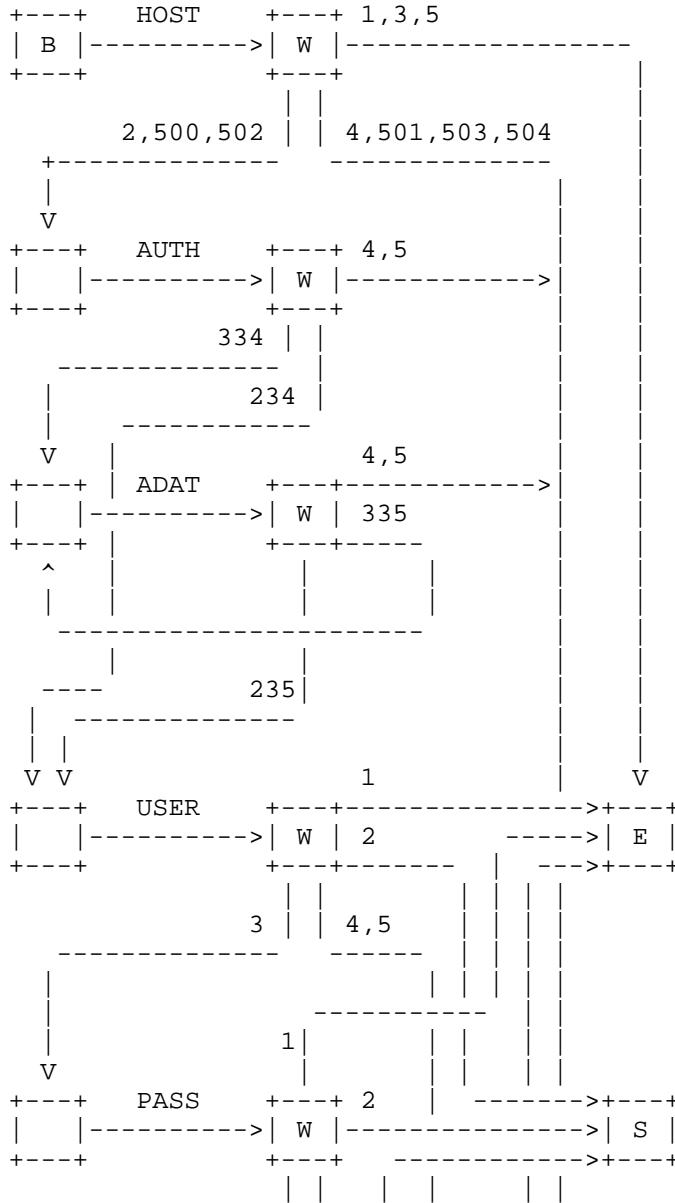 HOST 1,3,5
B W
2,500,502 4,501,503,504
V
AUTH 4,5
W
334
234
V 4,5
ADAT
W 335
235
V V 1 V
USER
W 2 E
3 4,5
1
V
PASS 2
W S